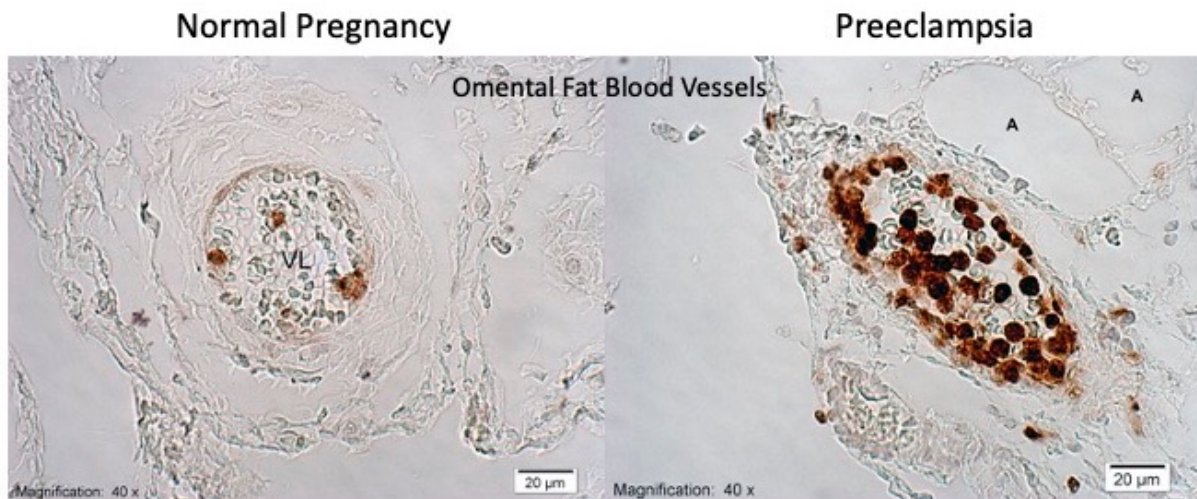 Normal Pregnancy
Preeclampsia
Omental Fat Blood Vessels
A
A
VL
Magnification: 40 x
20 µm
Magnification: 40 x
20 µm